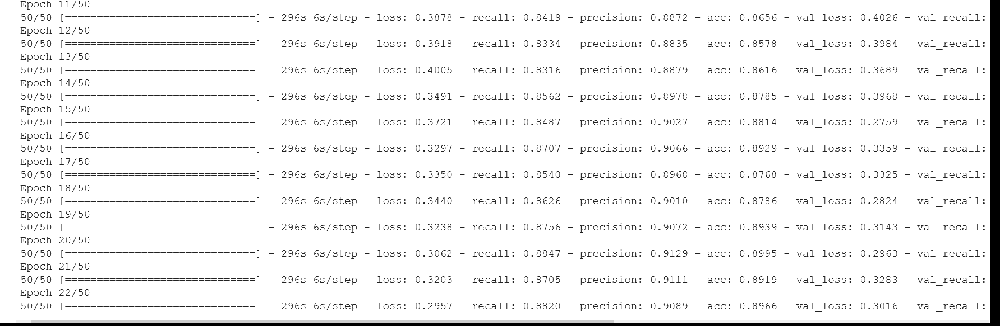 Epoch 11/50
50/50 [==============================] - 296s 6s/step - loss: 0.3878 - recall: 0.8419 - precision: 0.8872 - acc: 0.8656 - val_loss: 0.4026 - val_recall:
Epoch 12/50
50/50 [==============================] - 296s 6s/step - loss: 0.3918 - recall: 0.8334 - precision: 0.8835 - acc: 0.8578 - val_loss: 0.3984 - val_recall:
Epoch 13/50
50/50 [==============================] - 296s 6s/step - loss: 0.4005 - recall: 0.8316 - precision: 0.8879 - acc: 0.8616 - val_loss: 0.3689 - val_recall:
Epoch 14/50
50/50 [==============================] - 296s 6s/step - loss: 0.3491 - recall: 0.8562 - precision: 0.8978 - acc: 0.8785 - val_loss: 0.3968 - val_recall:
Epoch 15/50
50/50 [==============================] - 296s 6s/step - loss: 0.3721 - recall: 0.8487 - precision: 0.9027 - acc: 0.8814 - val_loss: 0.2759 - val_recall:
Epoch 16/50
50/50 [==============================] - 296s 6s/step - loss: 0.3297 - recall: 0.8707 - precision: 0.9066 - acc: 0.8929 - val_loss: 0.3359 - val_recall:
Epoch 17/50
50/50 [==============================] - 296s 6s/step - loss: 0.3350 - recall: 0.8540 - precision: 0.8968 - acc: 0.8768 - val_loss: 0.3325 - val_recall:
Epoch 18/50
50/50 [==============================] - 296s 6s/step - loss: 0.3440 - recall: 0.8626 - precision: 0.9010 - acc: 0.8786 - val_loss: 0.2824 - val_recall:
Epoch 19/50
50/50 [==============================] - 296s 6s/step - loss: 0.3238 - recall: 0.8756 - precision: 0.9072 - acc: 0.8939 - val_loss: 0.3143 - val_recall:
Epoch 20/50
50/50 [==============================] - 296s 6s/step - loss: 0.3062 - recall: 0.8847 - precision: 0.9129 - acc: 0.8995 - val_loss: 0.2963 - val_recall:
Epoch 21/50
50/50 [==============================] - 296s 6s/step - loss: 0.3203 - recall: 0.8705 - precision: 0.9111 - acc: 0.8919 - val_loss: 0.3283 - val_recall:
Epoch 22/50
50/50 [==============================] - 296s 6s/step - loss: 0.2957 - recall: 0.8820 - precision: 0.9089 - acc: 0.8966 - val_loss: 0.3016 - val_recall: